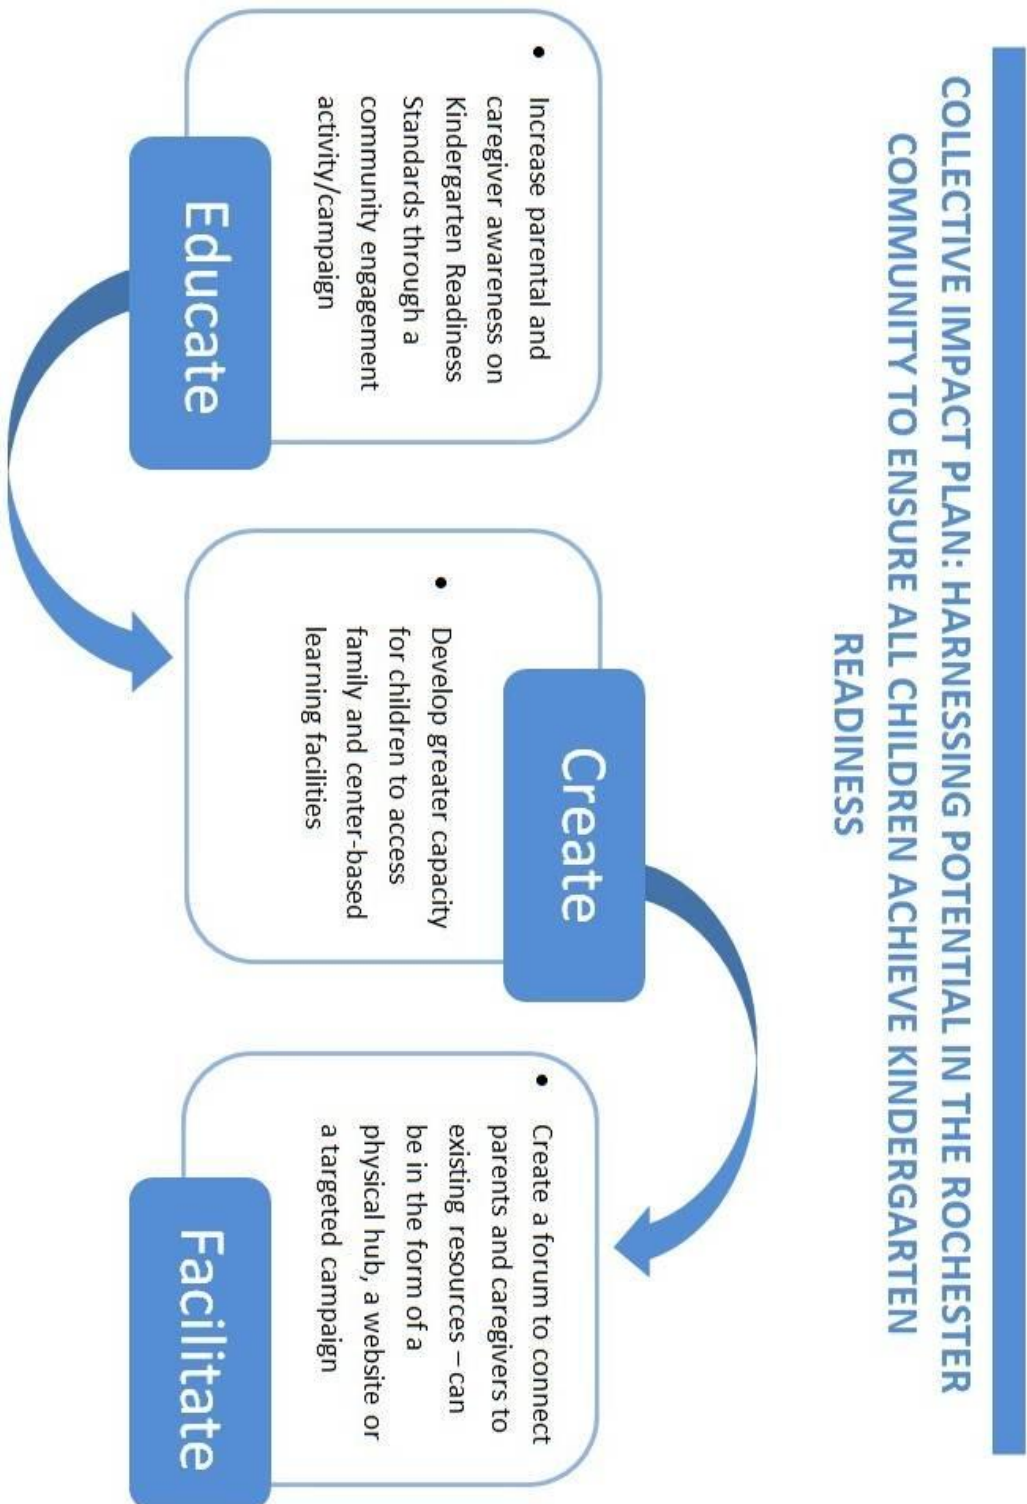 COLLECTIVE IMPACT PLAN: HARNESSING POTENTIAL IN THE ROCHESTER
COMMUNITY TO ENSURE ALL CHILDREN ACHIEVE KINDERGARTEN
READINESS
• Increase parental and
caregiver awareness on
Kindergarten Readiness
Standards through a
community engagement
activity/campaign
Educate
Create
• Develop greater capacity
for children to access
family and center-based
learning facilities
• Create a forum to connect
parents and caregivers to
existing resources – can
be in the form of a
physical hub, a website or
a targeted campaign
Facilitate